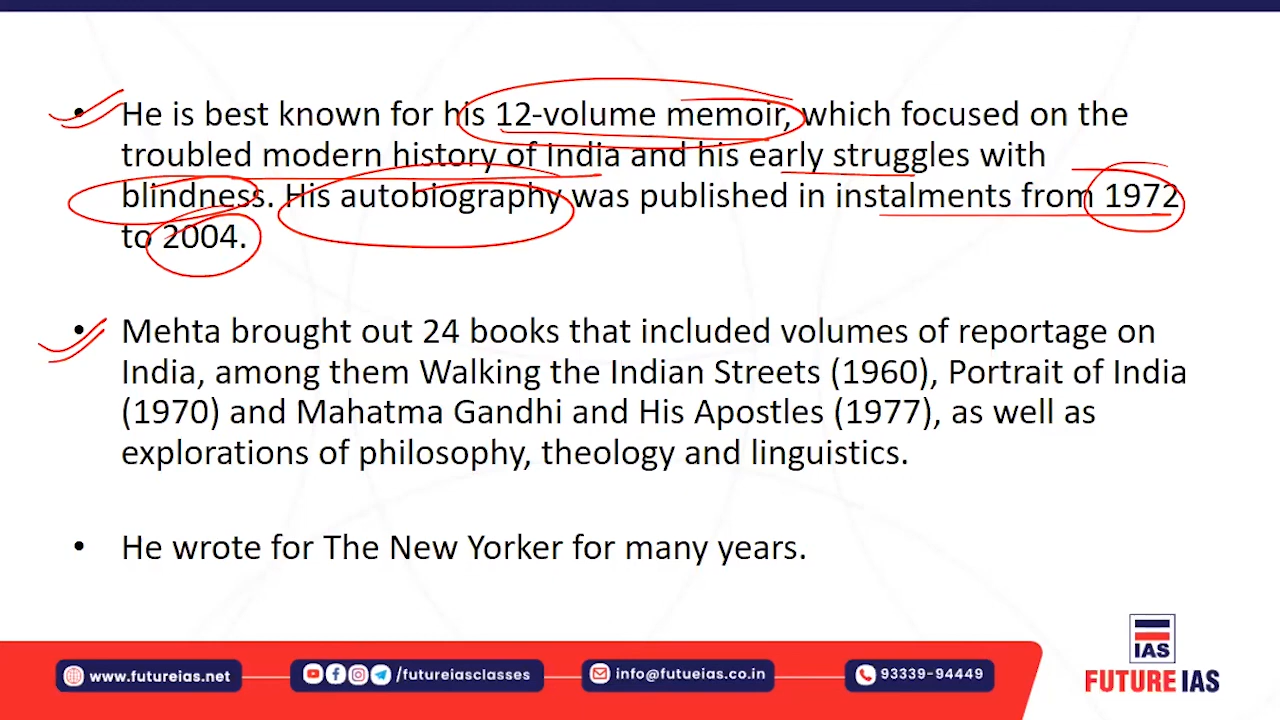 • He is best known for his 12-volume memoir, which focused on the
troubled modern history of India and his early struggles with
blindness. His autobiography was published in instalments from 1972
to 2004.
• Mehta brought out 24 books that included volumes of reportage on
India, among them Walking the Indian Streets (1960), Portrait of India
(1970) and Mahatma Gandhi and His Apostles (1977), as well as
explorations of philosophy, theology and linguistics.
• He wrote for The New Yorker for many years.
www.futureias.net
/futureiasclasses
info@futueias.co.in
93339-94449
IAS
FUTURE IAS